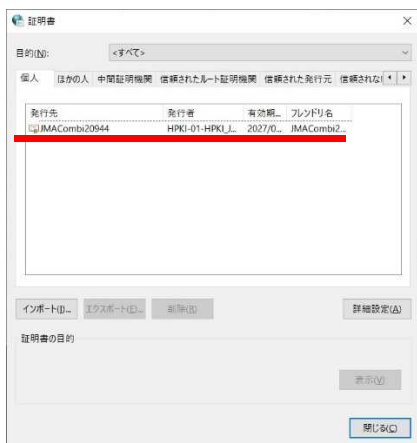 証明書
目的(N): <すべて>
個人 ほかの人 中間証明機関 信頼されたルート証明機関 信頼された発行元 信頼されない
発行先 発行者 有効期... フレンドリ名
JMACombi20944 HPKI-01-HPKI_J... 2027/0... JMACombi2...
インポート(I)... エクスポート(E)... 削除(R) 詳細設定(A)
証明書の目的
表示(V)
閉じる(C)